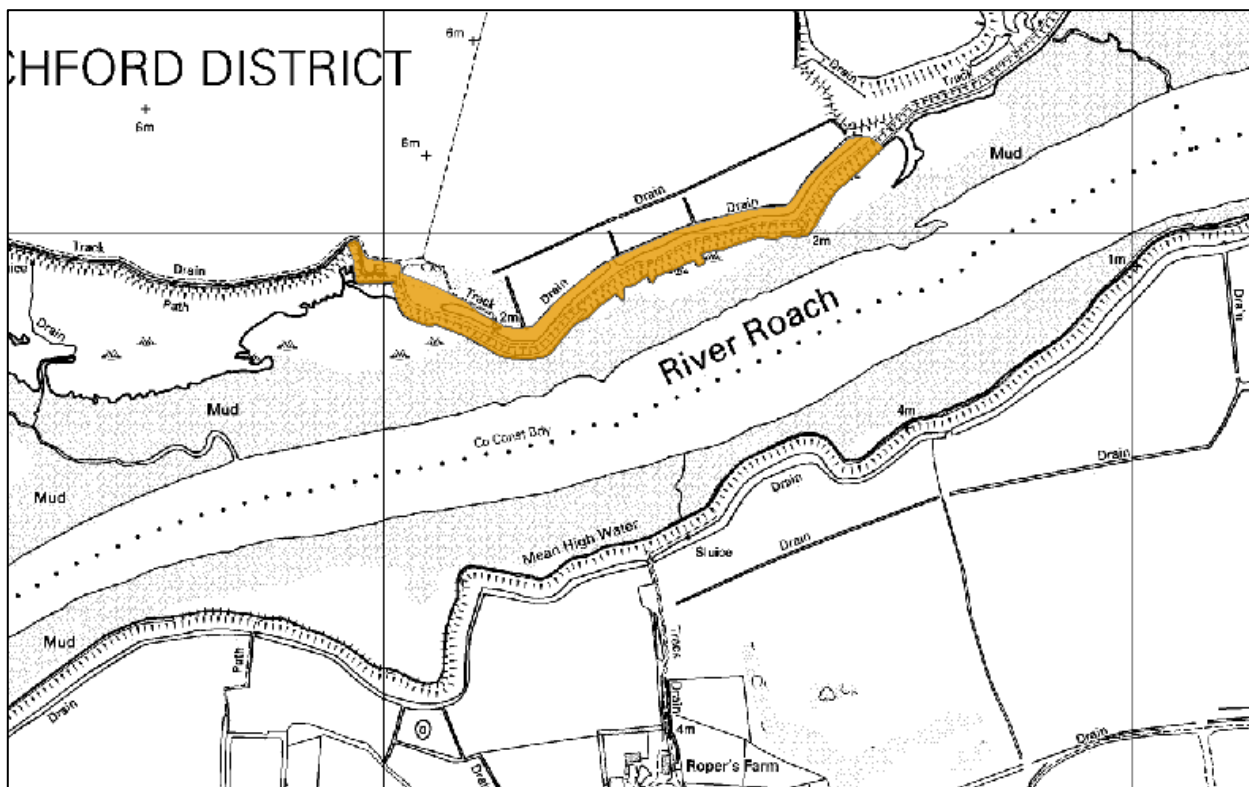 6m
CHFORD DISTRICT
6m
6m
Drain
Track
Mud
Drain
Drain
2m
Track
Drain
Path
Drain
Track
2m
Drain
1m
Drain
River Roach
Mud
4m
Co Const Bdy
Mud
Drain
Drain
Mean High Water
Sluice
Drain
Mud
Path
Track
Drain
Drain
4m
Drain
Drain
Roper's Farm